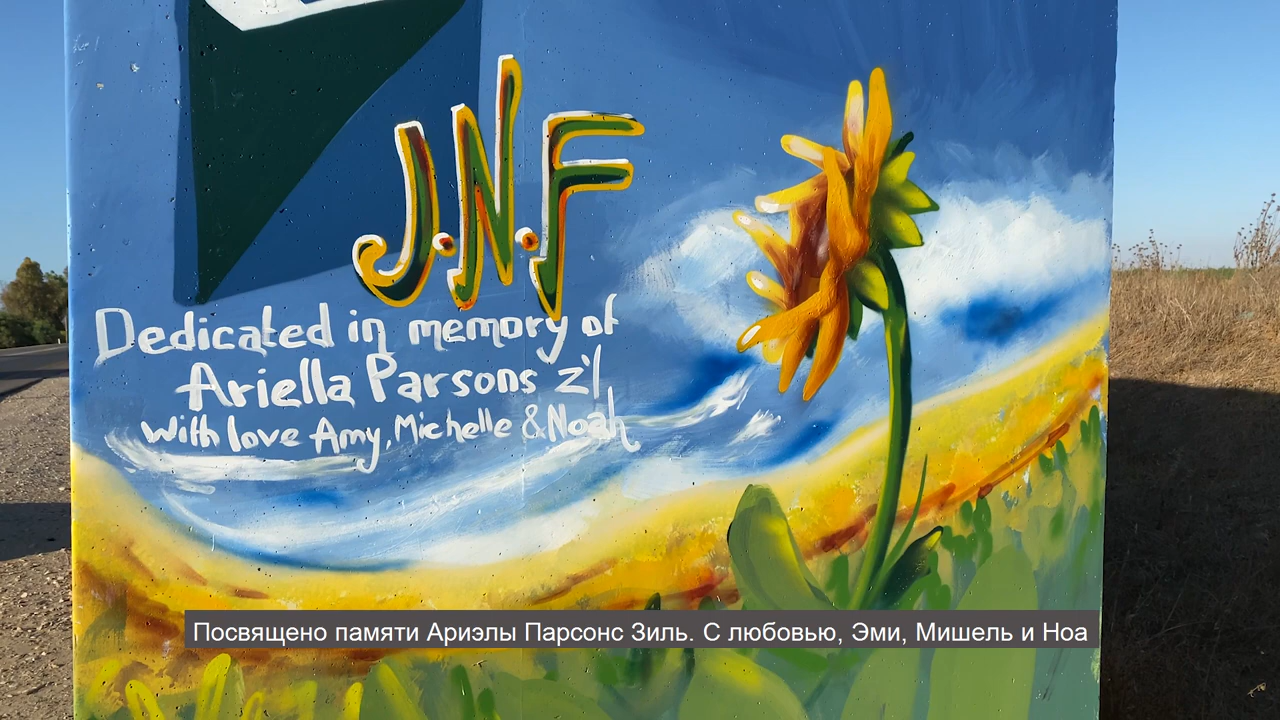 J.N.F
Dedicated in memory of
Ariella Parsons z'l
with love Amy, Michelle & Noah
Посвящено памяти Ариэлы Парсонс Зиль. С любовью, Эми, Мишель и Ноа